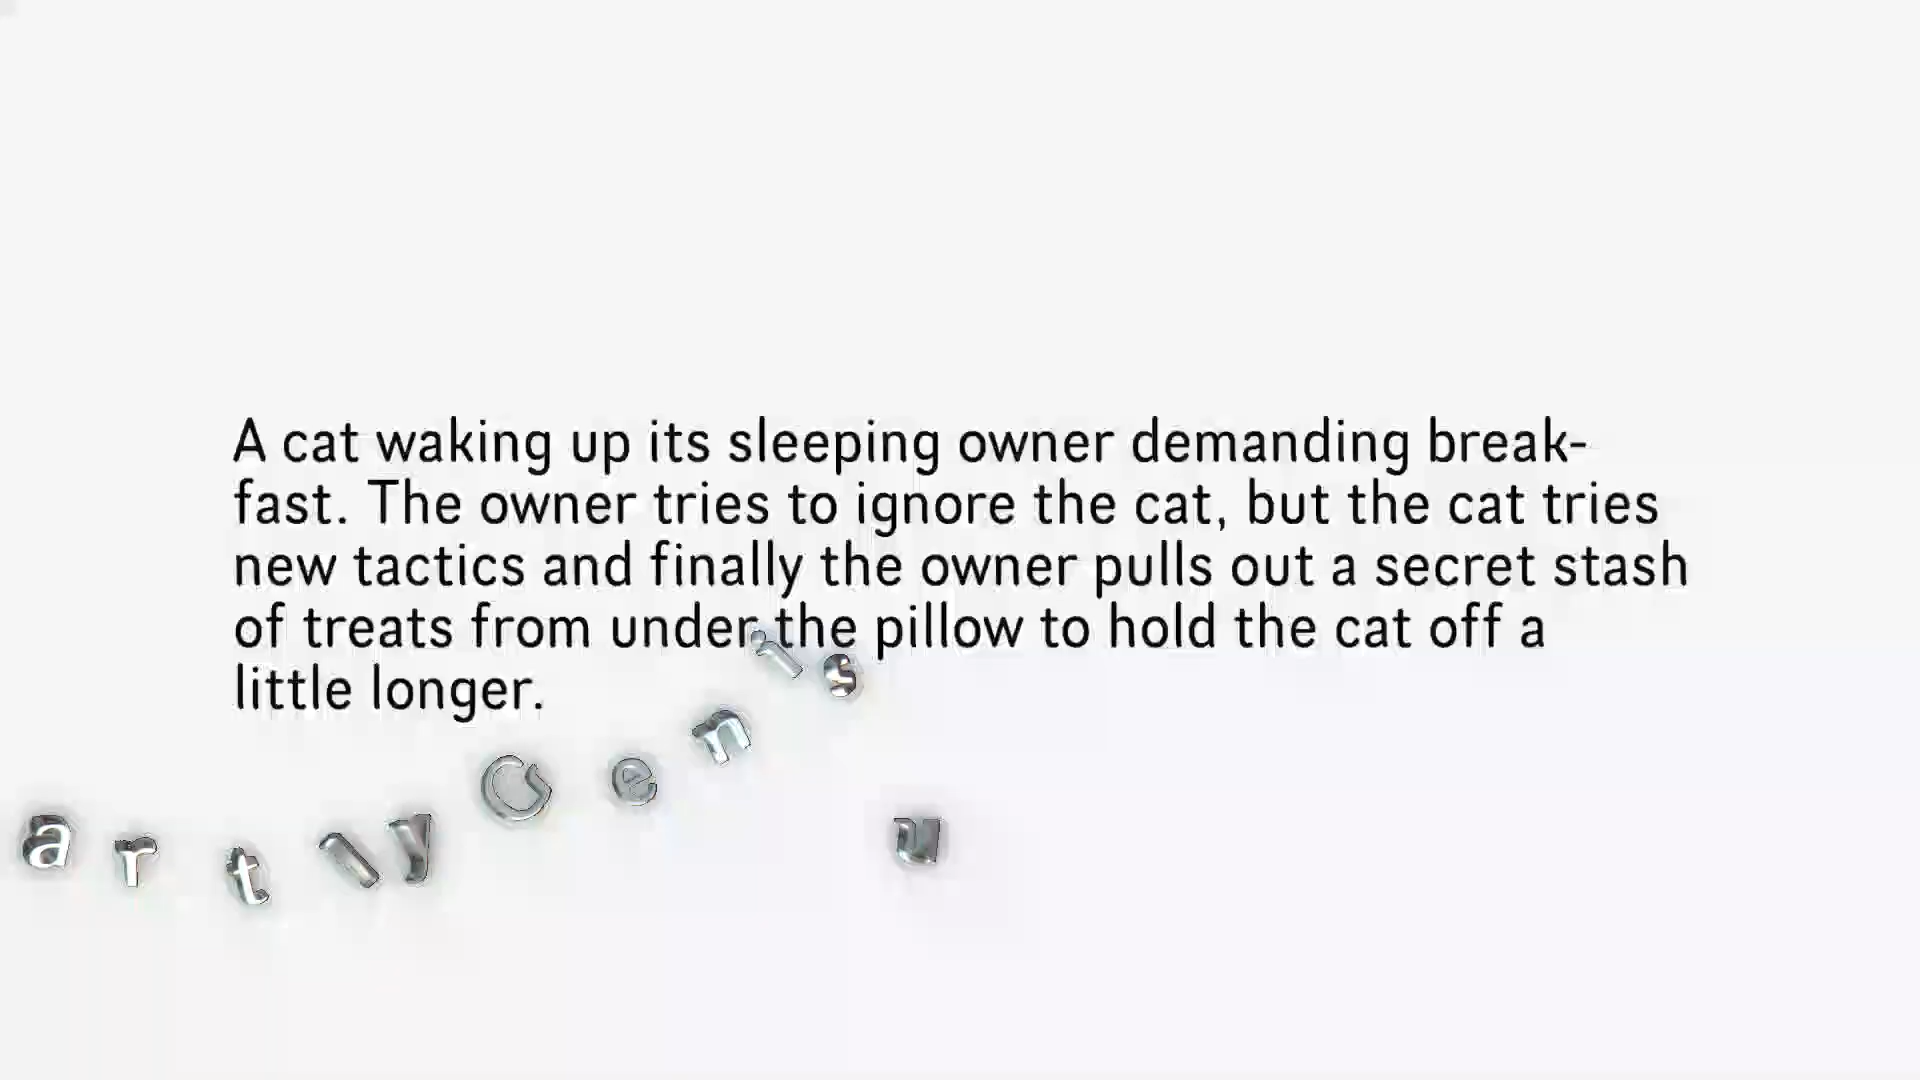 A cat waking up its sleeping owner demanding break-
fast. The owner tries to ignore the cat, but the cat tries
new tactics and finally the owner pulls out a secret stash
of treats from under the pillow to hold the cat off a
little longer.
artly Genis u